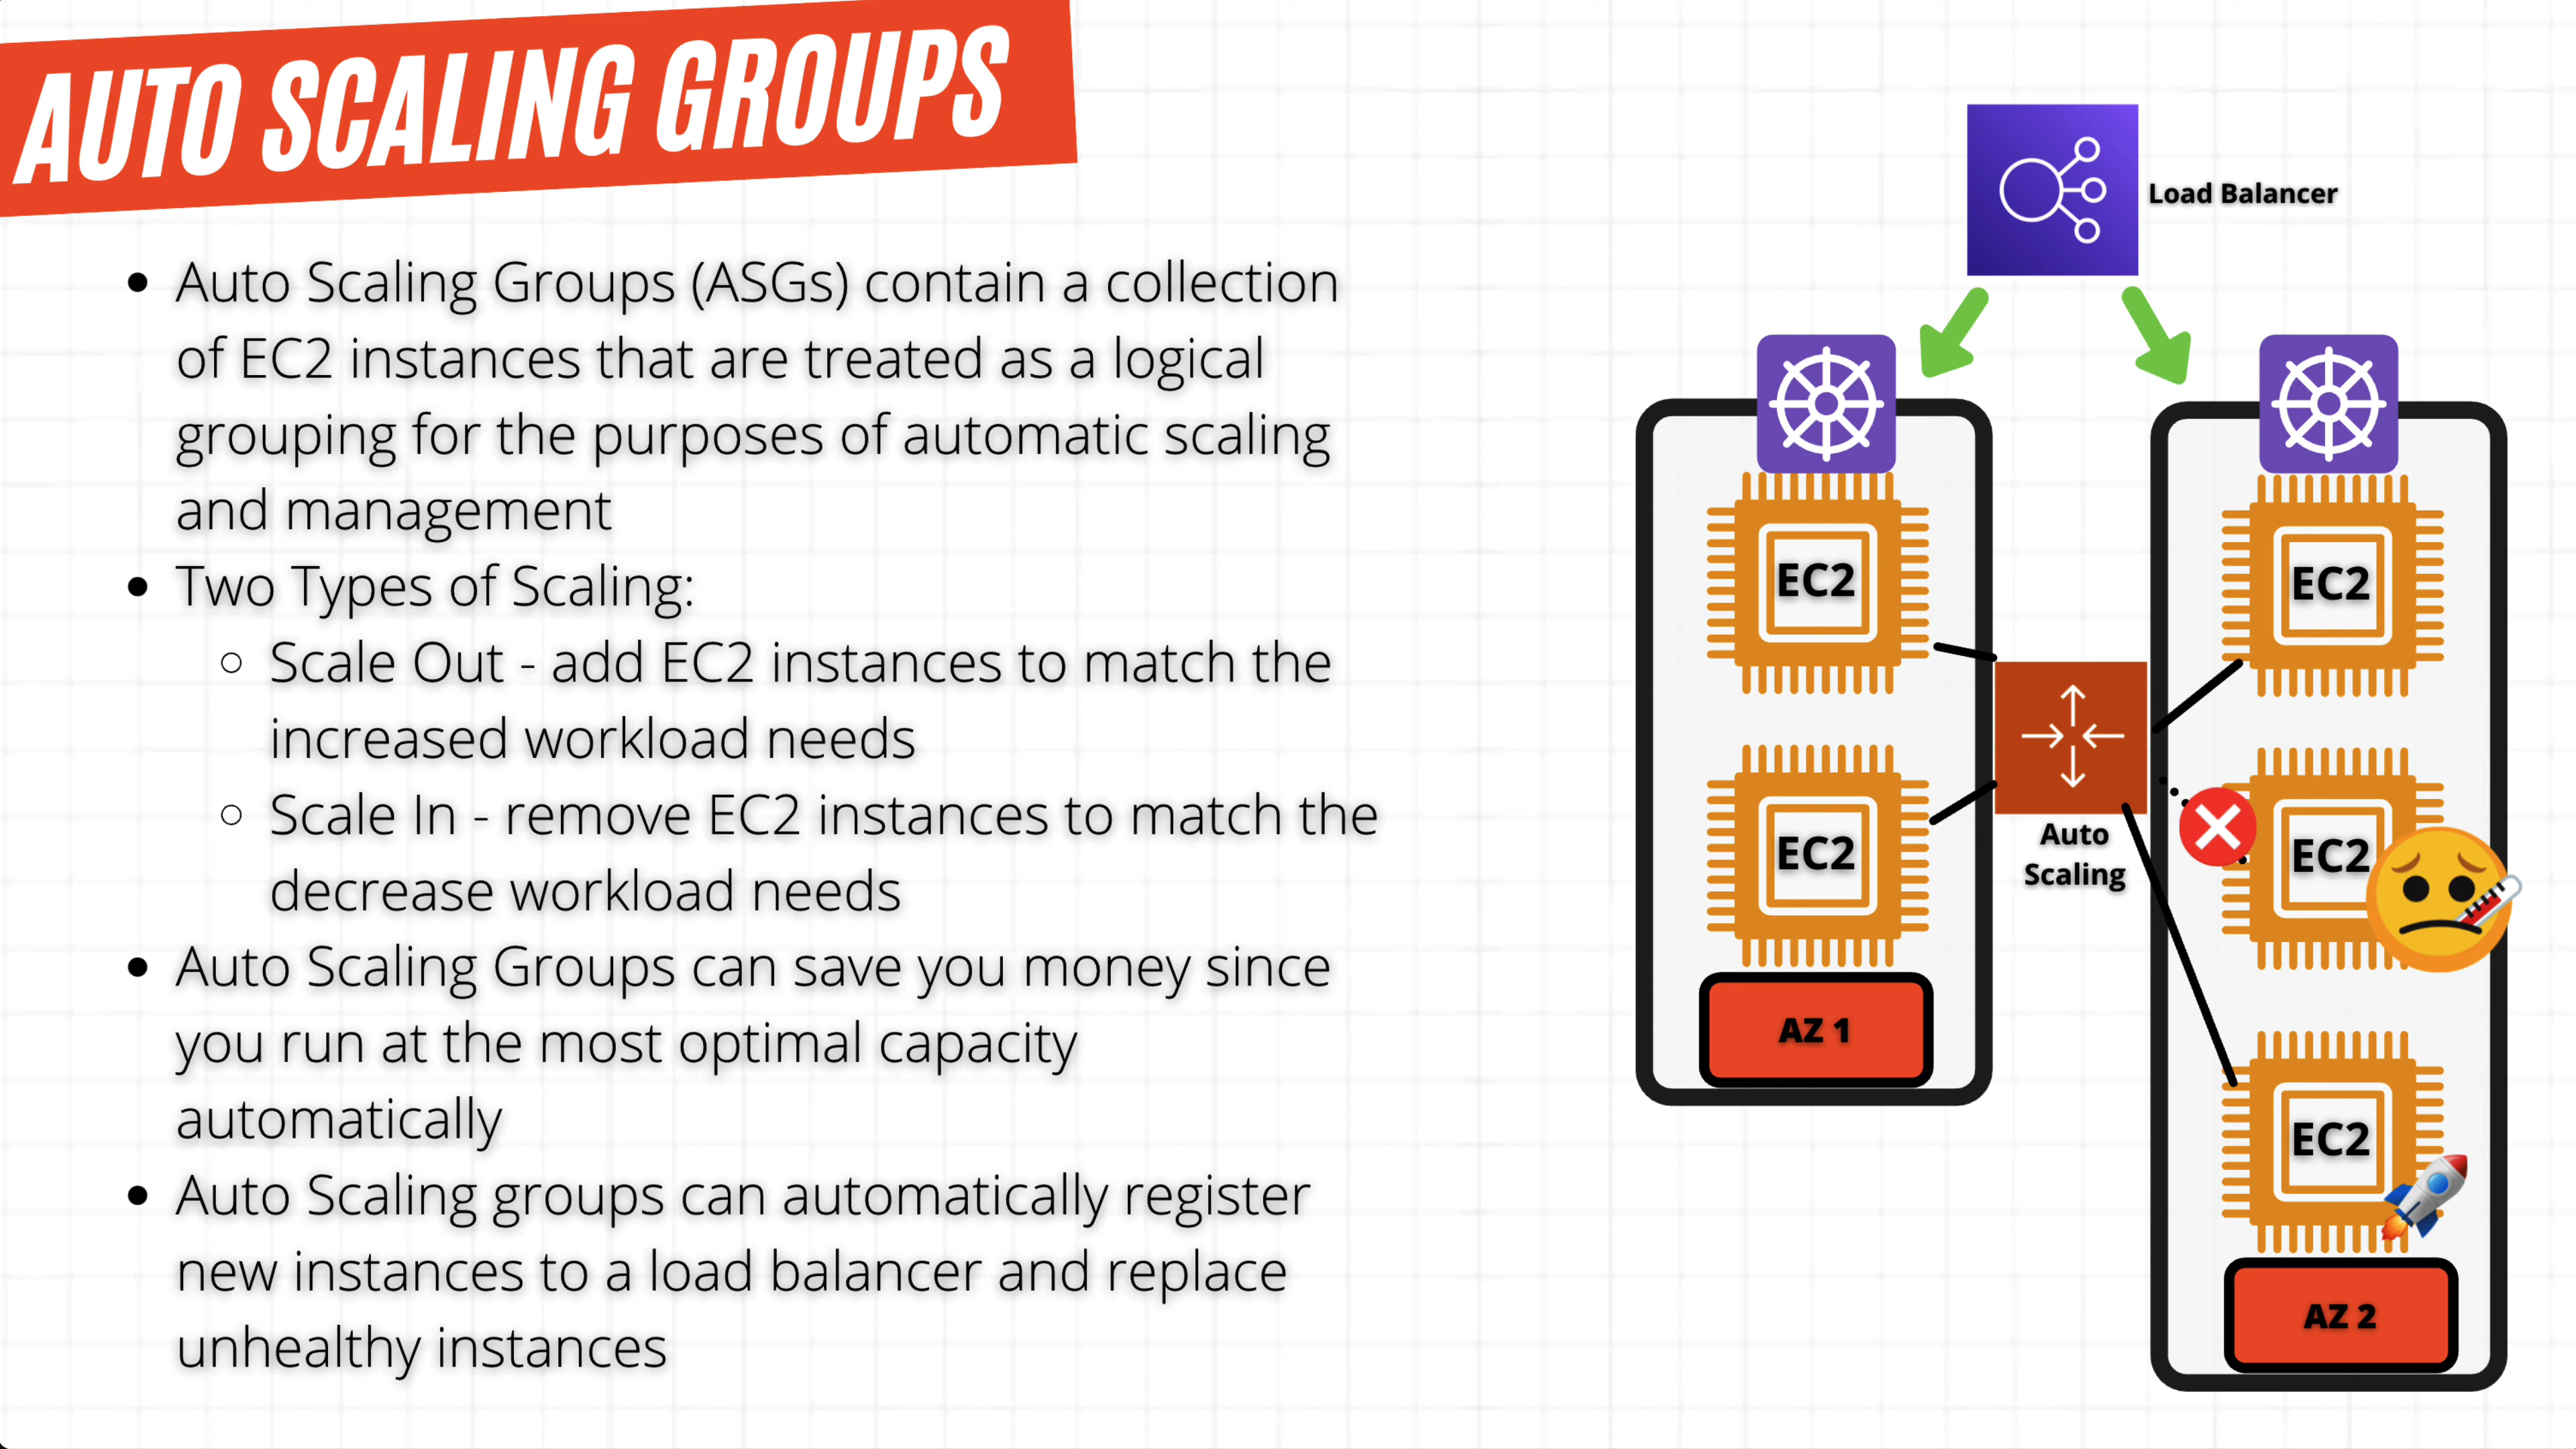 AUTO SCALING GROUPS
Auto Scaling Groups (ASGs) contain a collection
of EC2 instances that are treated as a logical
grouping for the purposes of automatic scaling
and management
Two Types of Scaling:
Scale Out - add EC2 instances to match the
increased workload needs
Scale In - remove EC2 instances to match the
decrease workload needs
Auto Scaling Groups can save you money since
you run at the most optimal capacity
automatically
Auto Scaling groups can automatically register
new instances to a load balancer and replace
unhealthy instances
Load Balancer
EC2
EC2
AZ 1
Auto
Scaling
EC2
EC2
EC2
AZ 2